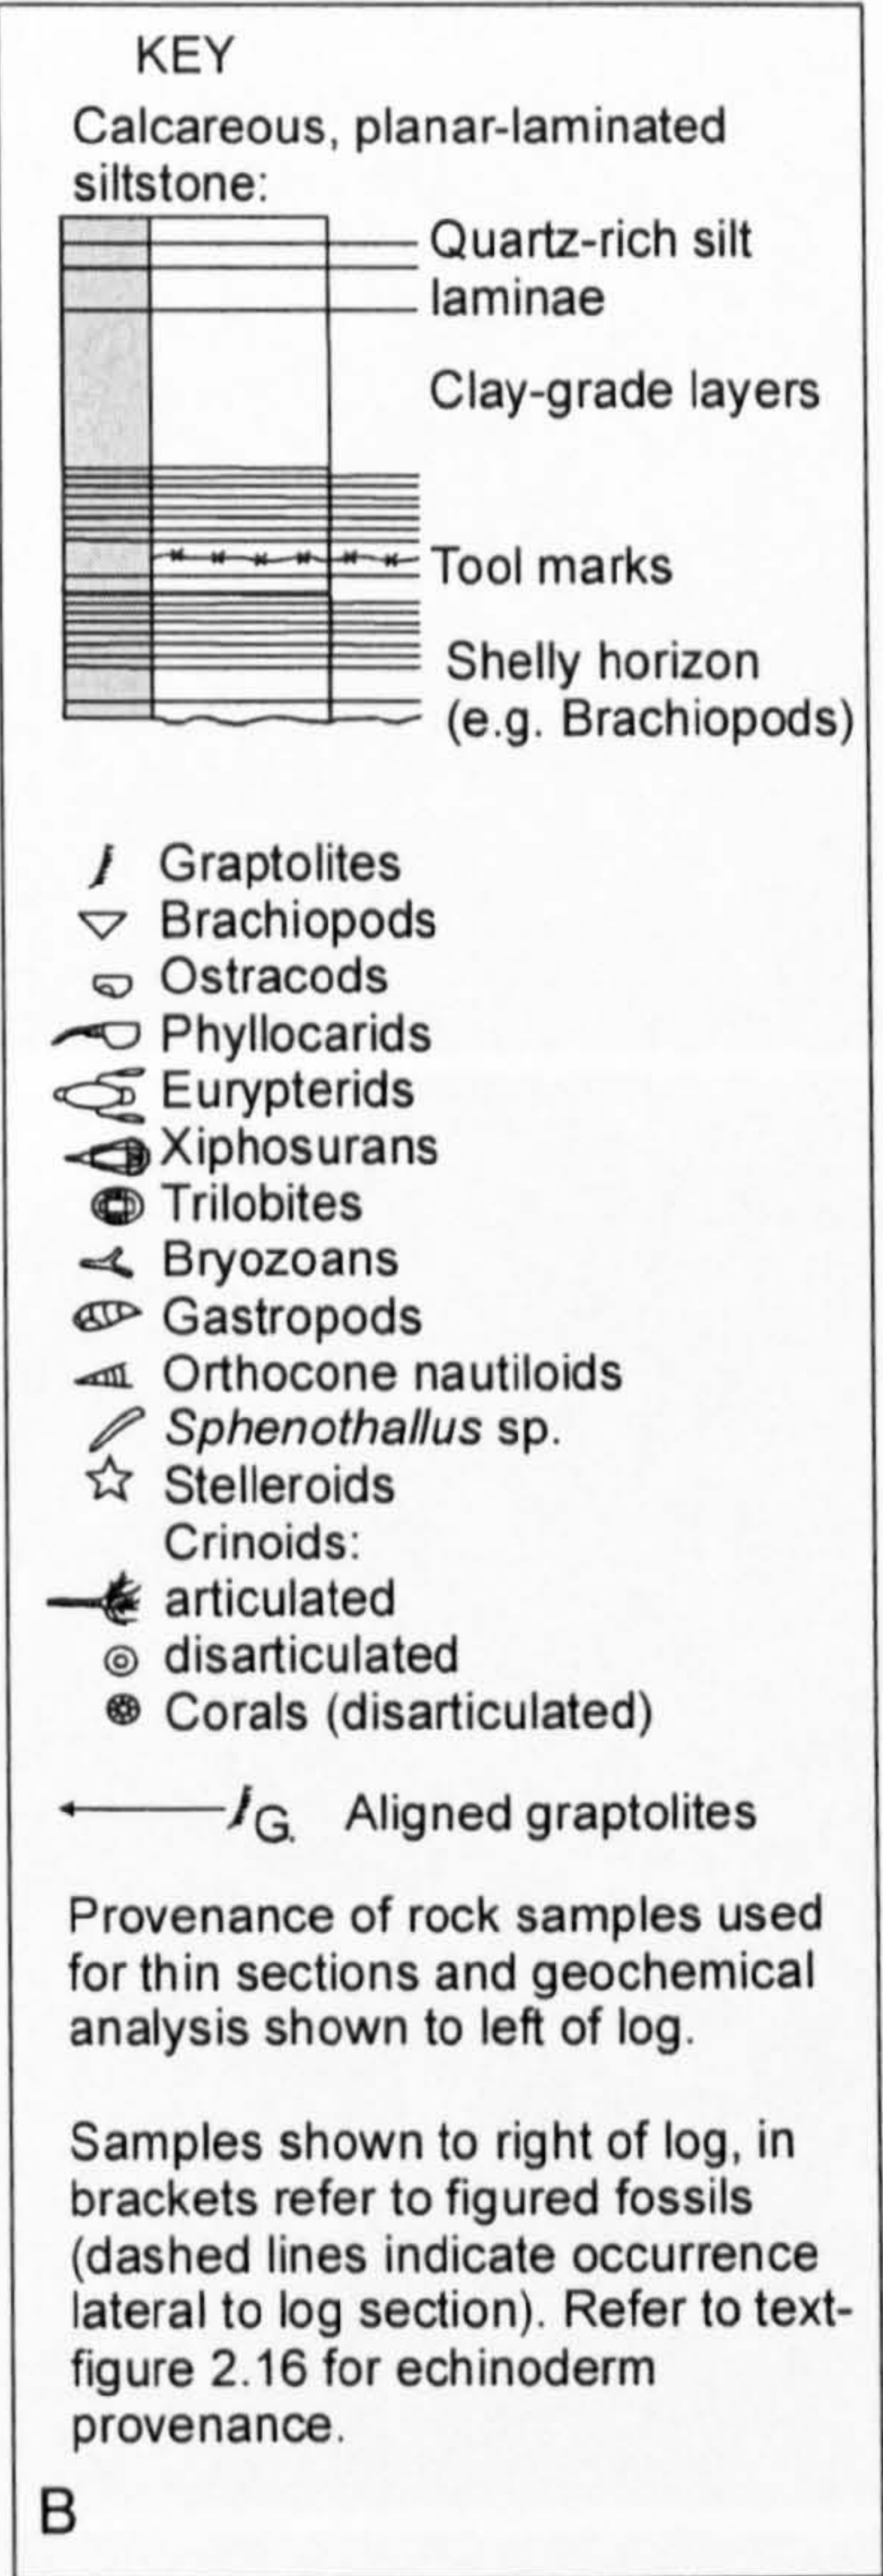 KEY
Calcareous, planar-laminated
siltstone:
Quartz-rich silt
laminae
Clay-grade layers
Tool marks
Shelly horizon
(e.g. Brachiopods)
Graptolites
Brachiopods
Ostracods
Phyllocarids
Eurypterids
Xiphosurans
Trilobites
Bryozoans
Gastropods
Orthocone nautiloids
Sphenothallus sp.
Stelleroids
Crinoids:
articulated
disarticulated
Corals (disarticulated)
G. Aligned graptolites
Provenance of rock samples used
for thin sections and geochemical
analysis shown to left of log.
Samples shown to right of log, in
brackets refer to figured fossils
(dashed lines indicate occurrence
lateral to log section). Refer to text-
figure 2.16 for echinoderm
provenance.
B